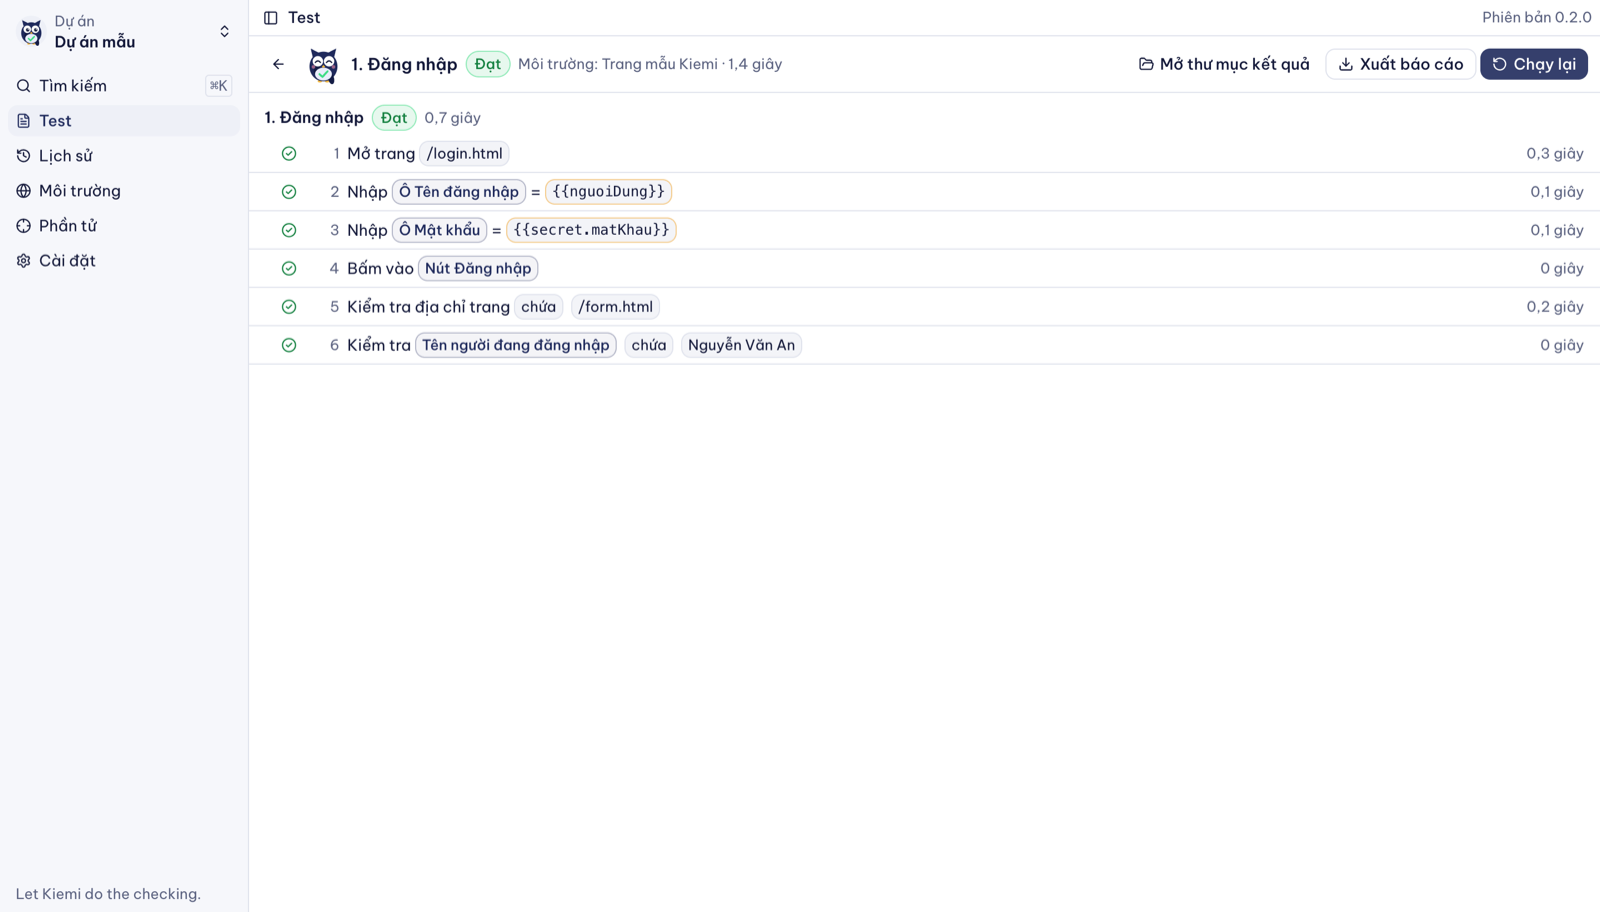 Dự án
Dự án mẫu
Tìm kiếm ⌘K
Test
Lịch sử
Môi trường
Phần tử
Cài đặt
Let Kiemi do the checking.
Test
Phiên bản 0.2.0
1. Đăng nhập Đạt Môi trường: Trang mẫu Kiemi · 1,4 giây
Mở thư mục kết quả Xuất báo cáo Chạy lại
1. Đăng nhập Đạt 0,7 giây
1 Mở trang /login.html 0,3 giây
2 Nhập Ô Tên đăng nhập = {{nguoiDung}} 0,1 giây
3 Nhập Ô Mật khẩu = {{secret.matKhau}} 0,1 giây
4 Bấm vào Nút Đăng nhập 0 giây
5 Kiểm tra địa chỉ trang chứa /form.html 0,2 giây
6 Kiểm tra Tên người đang đăng nhập chứa Nguyễn Văn An 0 giây